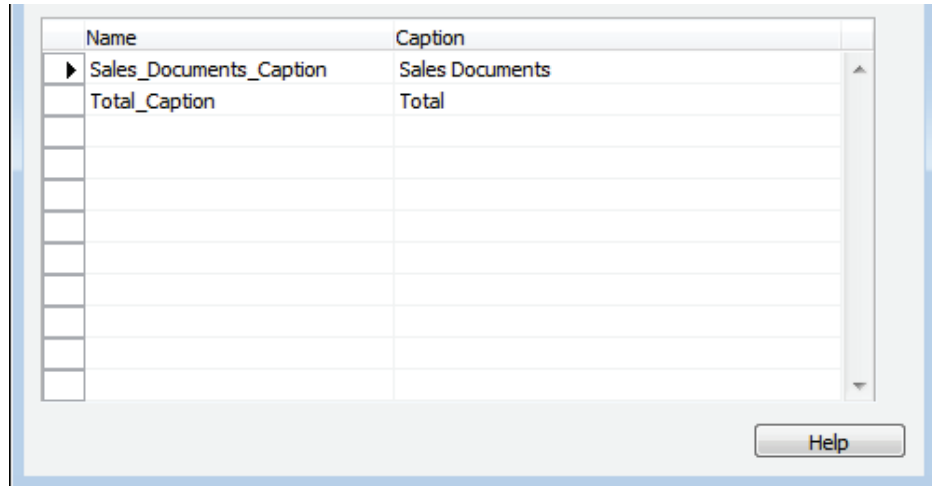 Name Caption
Sales_Documents_Caption Sales Documents
Total_Caption Total
Help